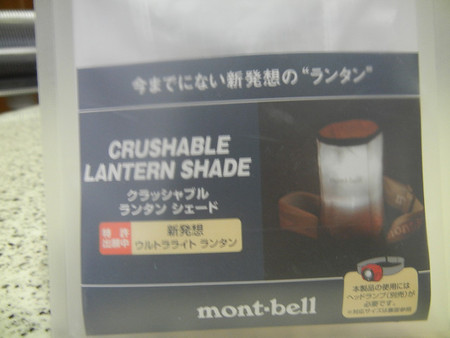 今までにない新発想の"ランタン"
CRUSHABLE
LANTERN SHADE
クラッシャブル
ランタン シェード
特許
出願中
新発想
ウルトラライト ランタン
本製品の使用には
ヘッドランプ(別売)が
必要です。
mont-bell